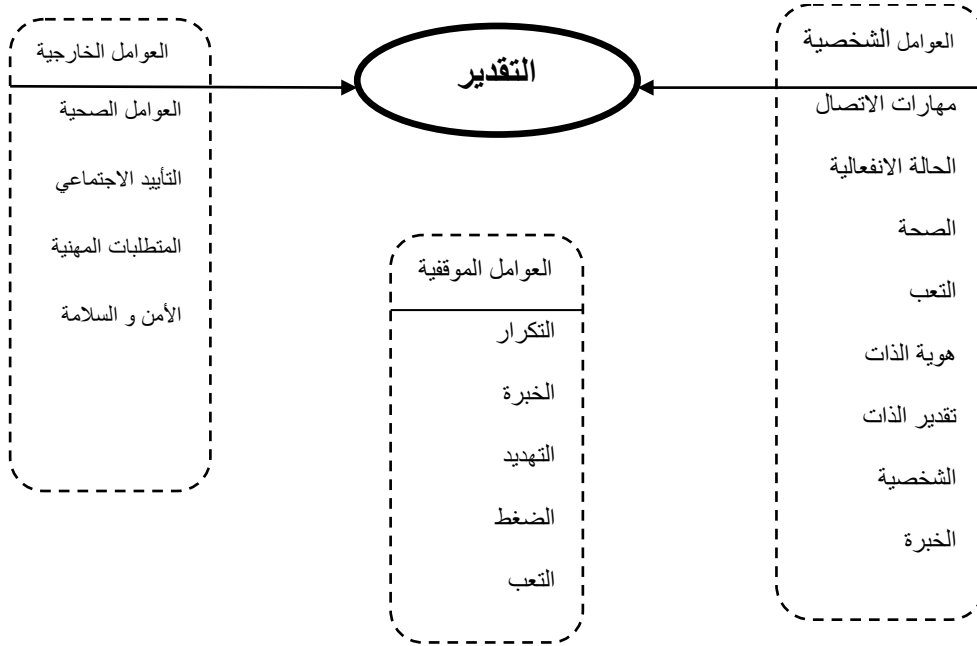 العوامل الشخصية
مهارات الاتصال
الحالة الانفعالية
الصحة
التعب
هوية الذات
تقدير الذات
الشخصية
الخبرة
التقدير
العوامل الموقفية
التكرار
الخبرة
التهديد
الضغط
التعب
العوامل الخارجية
العوامل الصحية
التأييد الاجتماعي
المتطلبات المهنية
الأمن و السلامة